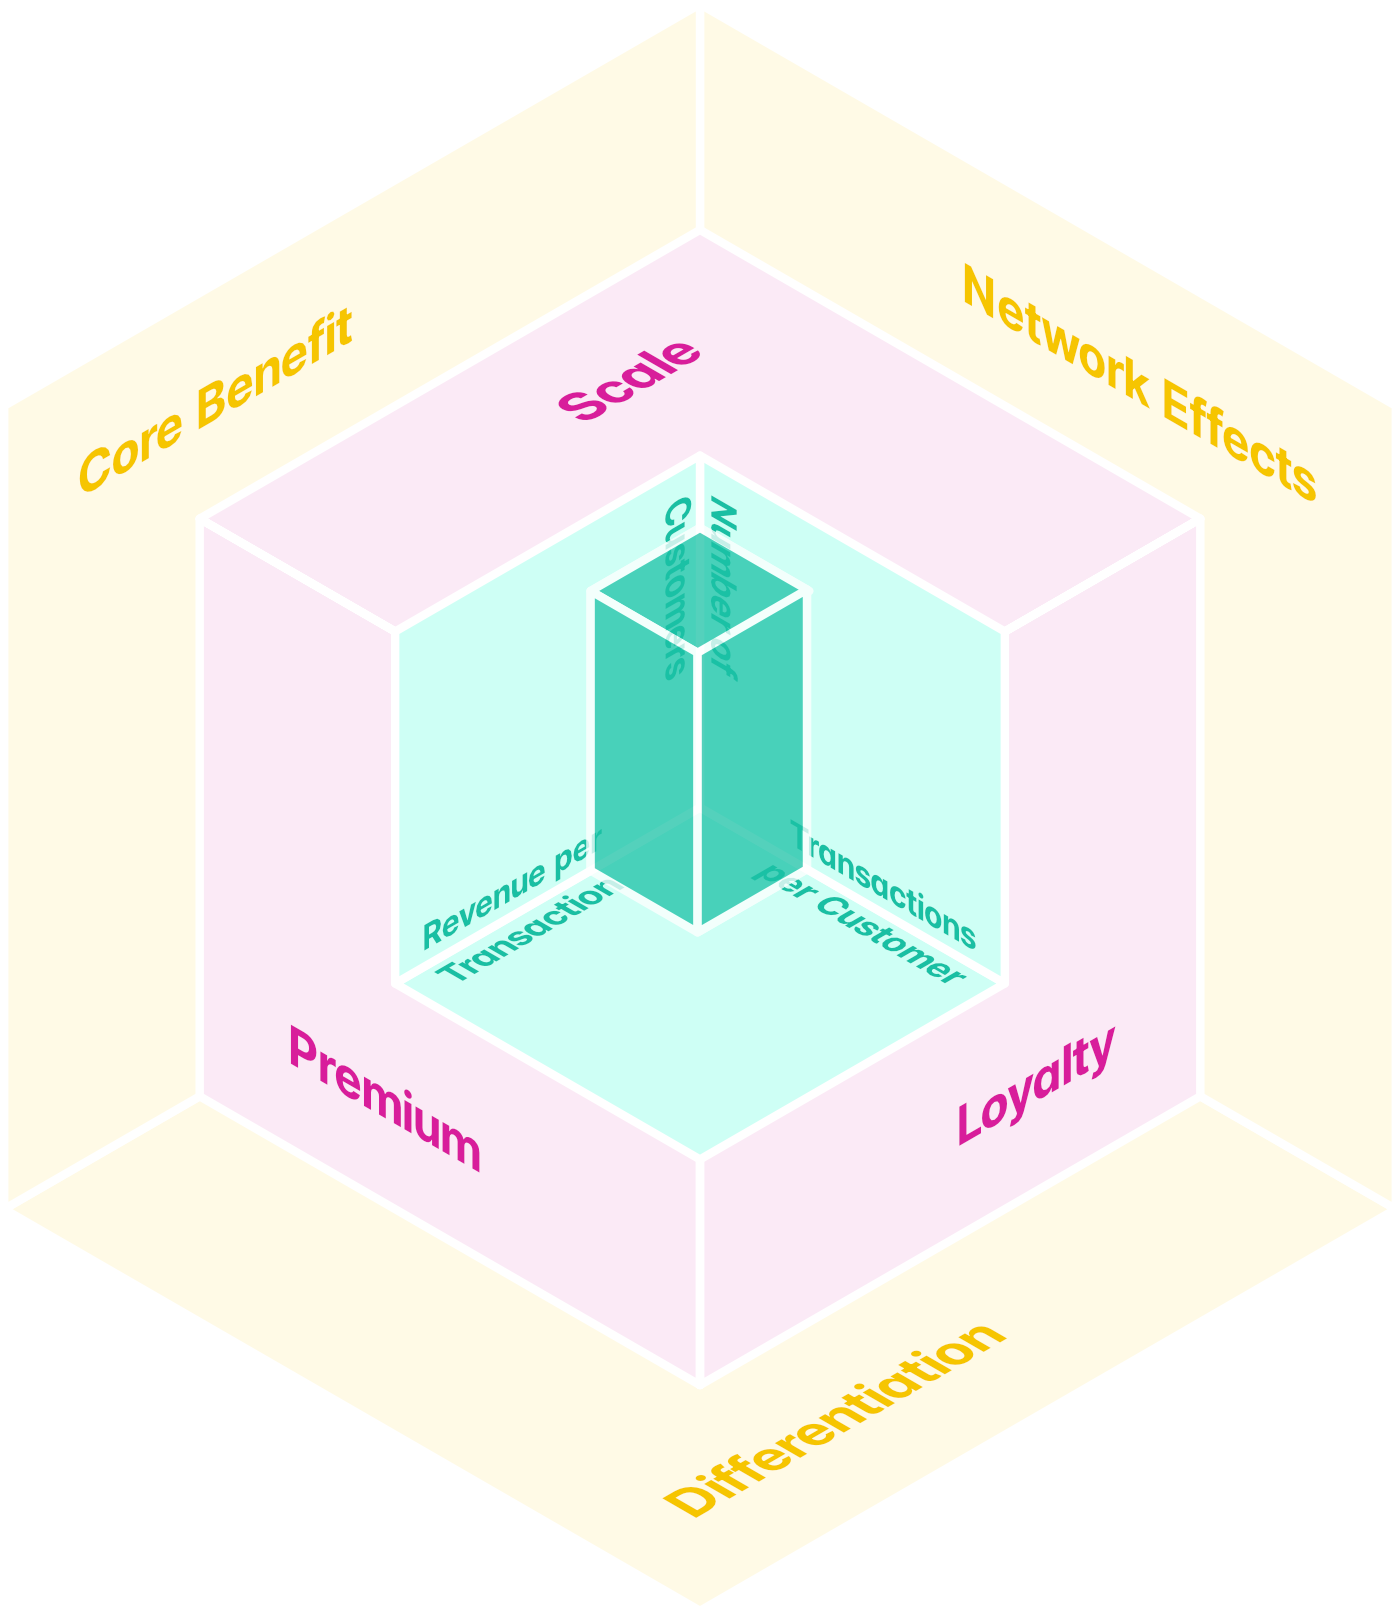 Core Benefit
Network Effects
Scale
Number of
Customers
Revenue per
Transaction
Transactions
per Customer
Premium
Loyalty
Differentiation